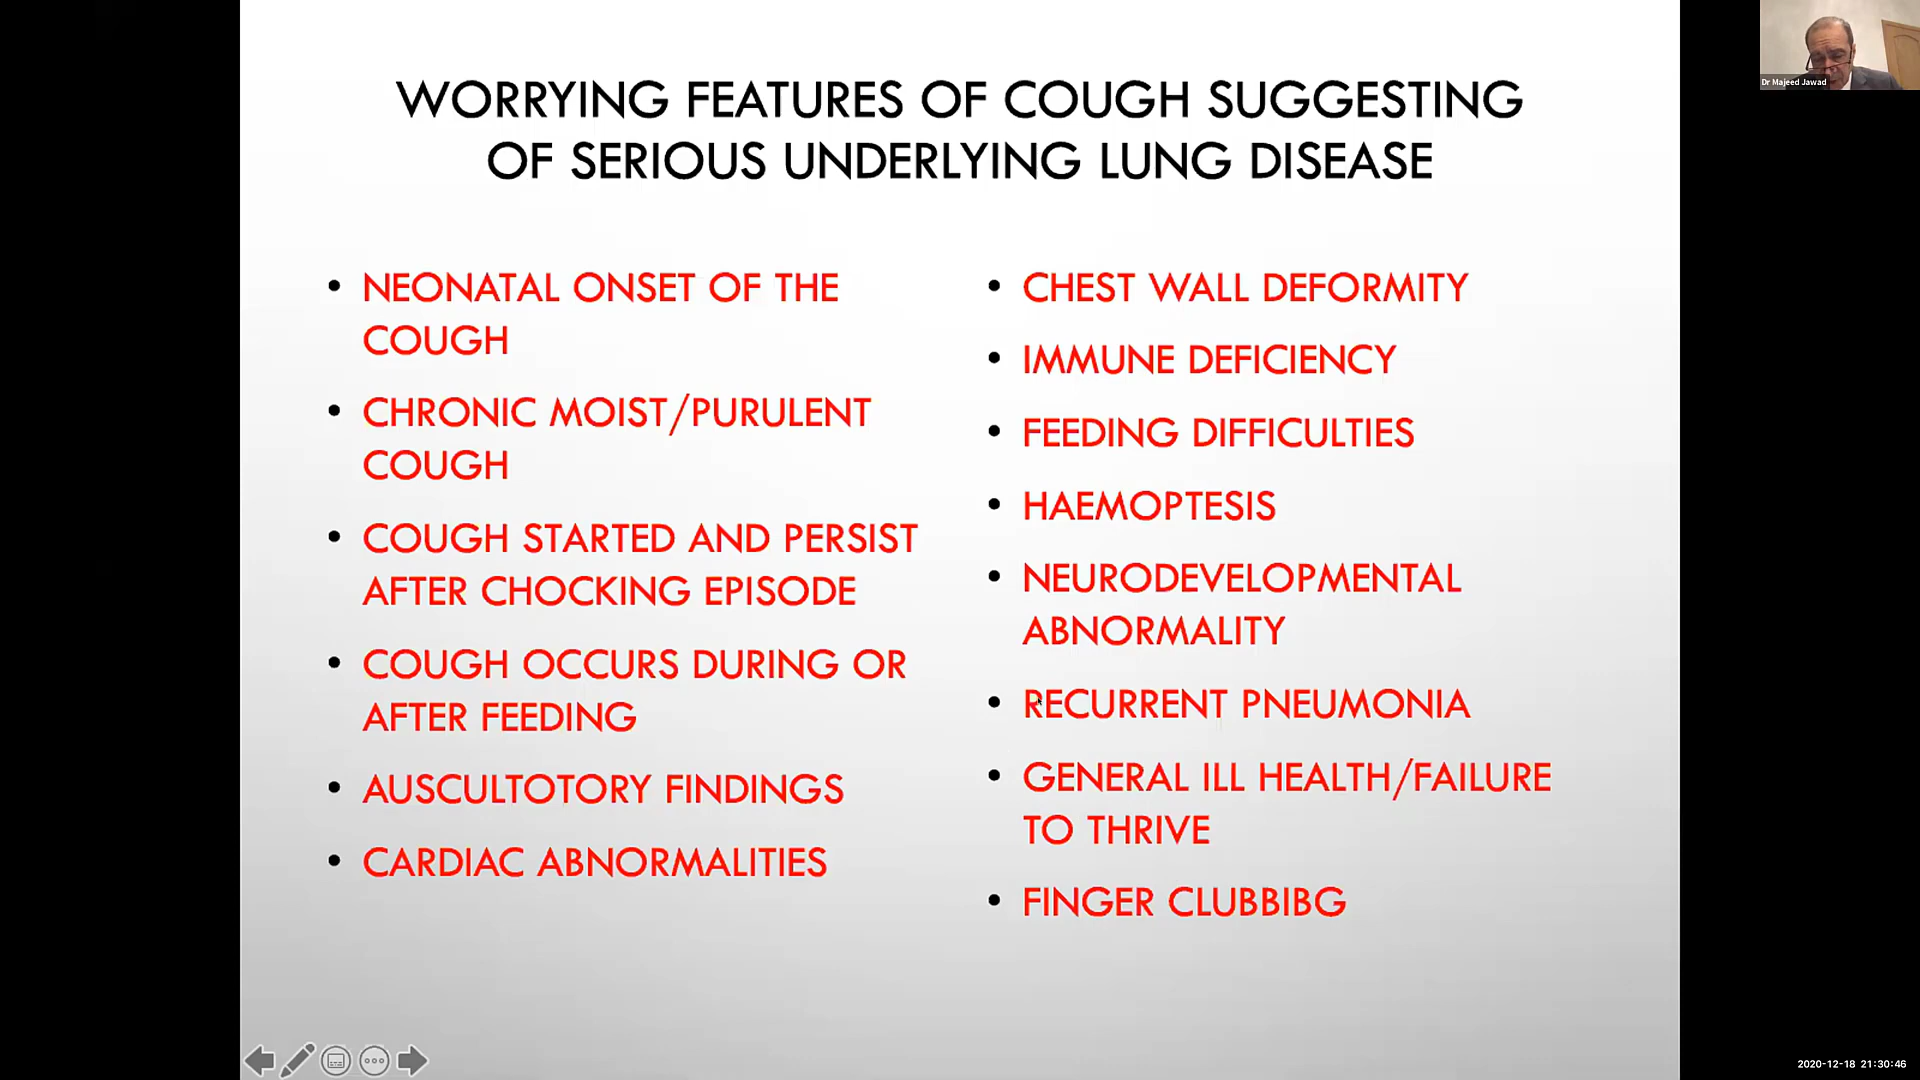 WORRYING FEATURES OF COUGH SUGGESTING
OF SERIOUS UNDERLYING LUNG DISEASE
• NEONATAL ONSET OF THE
COUGH
• CHRONIC MOIST/PURULENT
COUGH
• COUGH STARTED AND PERSIST
AFTER CHOCKING EPISODE
• COUGH OCCURS DURING OR
AFTER FEEDING
• AUSCULTOTORY FINDINGS
• CARDIAC ABNORMALITIES
• CHEST WALL DEFORMITY
• IMMUNE DEFICIENCY
• FEEDING DIFFICULTIES
• HAEMOPTESIS
• NEURODEVELOPMENTAL
ABNORMALITY
• RECURRENT PNEUMONIA
• GENERAL ILL HEALTH/FAILURE
TO THRIVE
• FINGER CLUBBIBG
Dr Majeed Jawad
2020-12-18 21:30:46